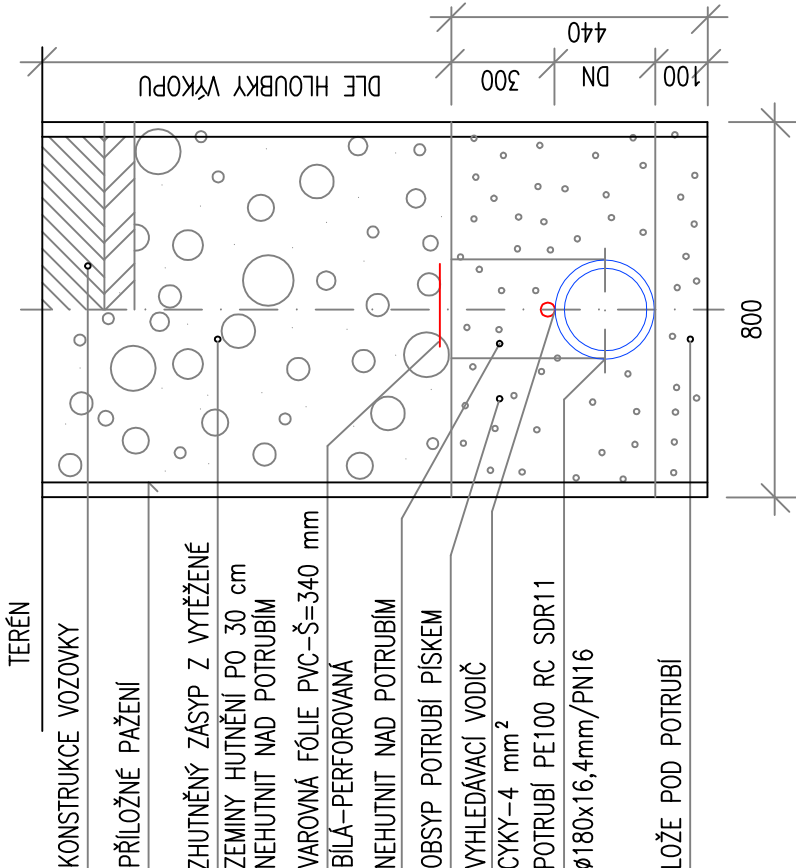 TERÉN
KONSTRUKCE VOZOVKY
PŘÍLOŽNÉ PAŽENÍ
ZHUTNĚNÝ ZÁSYP Z VYTĚŽENÉ
ZEMINY HUTNĚNÍ PO 30 cm
NEHUTNIT NAD POTRUBÍM
VAROVNÁ FÓLIE PVC-Š=340 mm
BÍLÁ-PERFOROVANÁ
NEHUTNIT NAD POTRUBÍM
OBSYP POTRUBÍ PÍSKEM
VYHLEDÁVACÍ VODIČ
CYKY-4 mm²
POTRUBÍ PE100 RC SDR11
ø180x16,4mm/PN16
LOŽE POD POTRUBÍ
DLE HLOUBKY VÝKOPU
300
DN
100
440
800